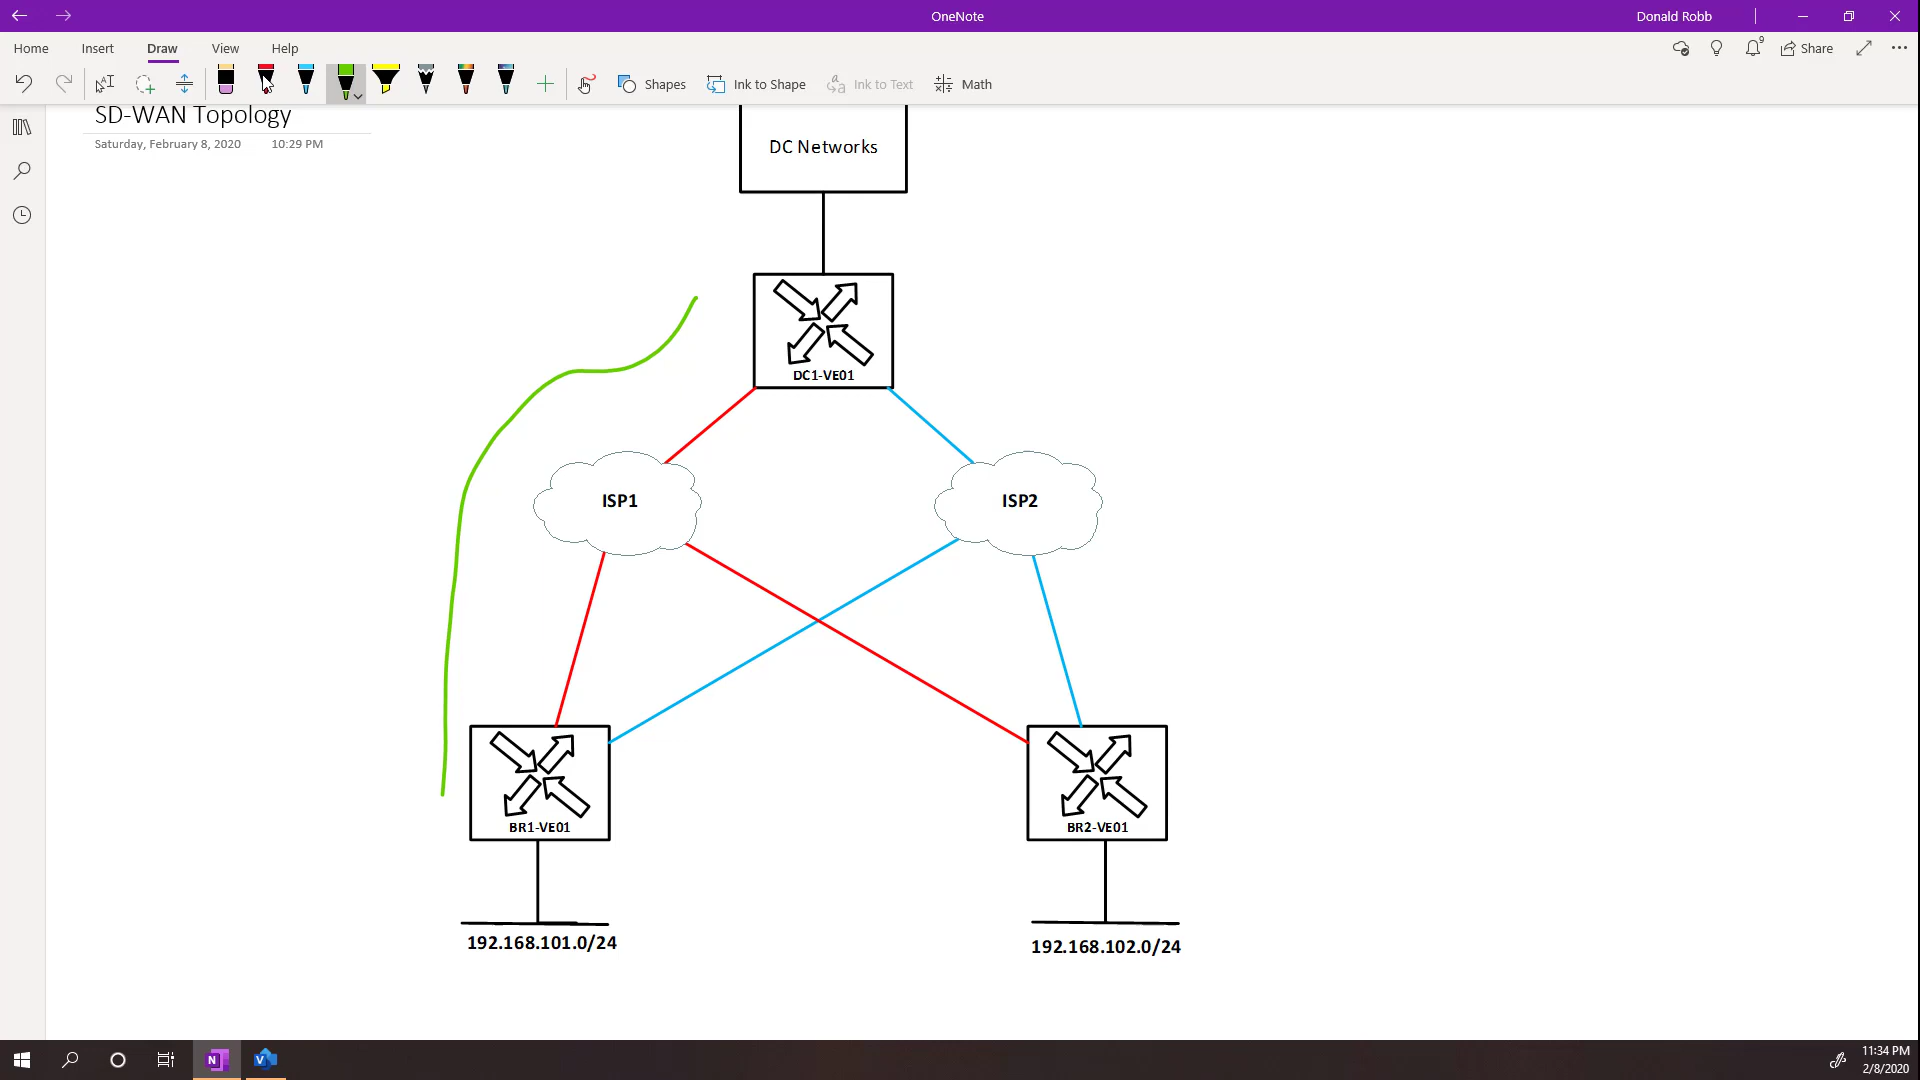 OneNote
Donald Robb
Home Insert Draw View Help
9
Share
Shapes Ink to Shape Ink to Text Math
SD-WAN Topology
Saturday, February 8, 2020 10:29 PM
DC Networks
DC1-VE01
ISP1
ISP2
BR1-VE01
BR2-VE01
192.168.101.0/24
192.168.102.0/24
N
V
11:34 PM
2/8/2020